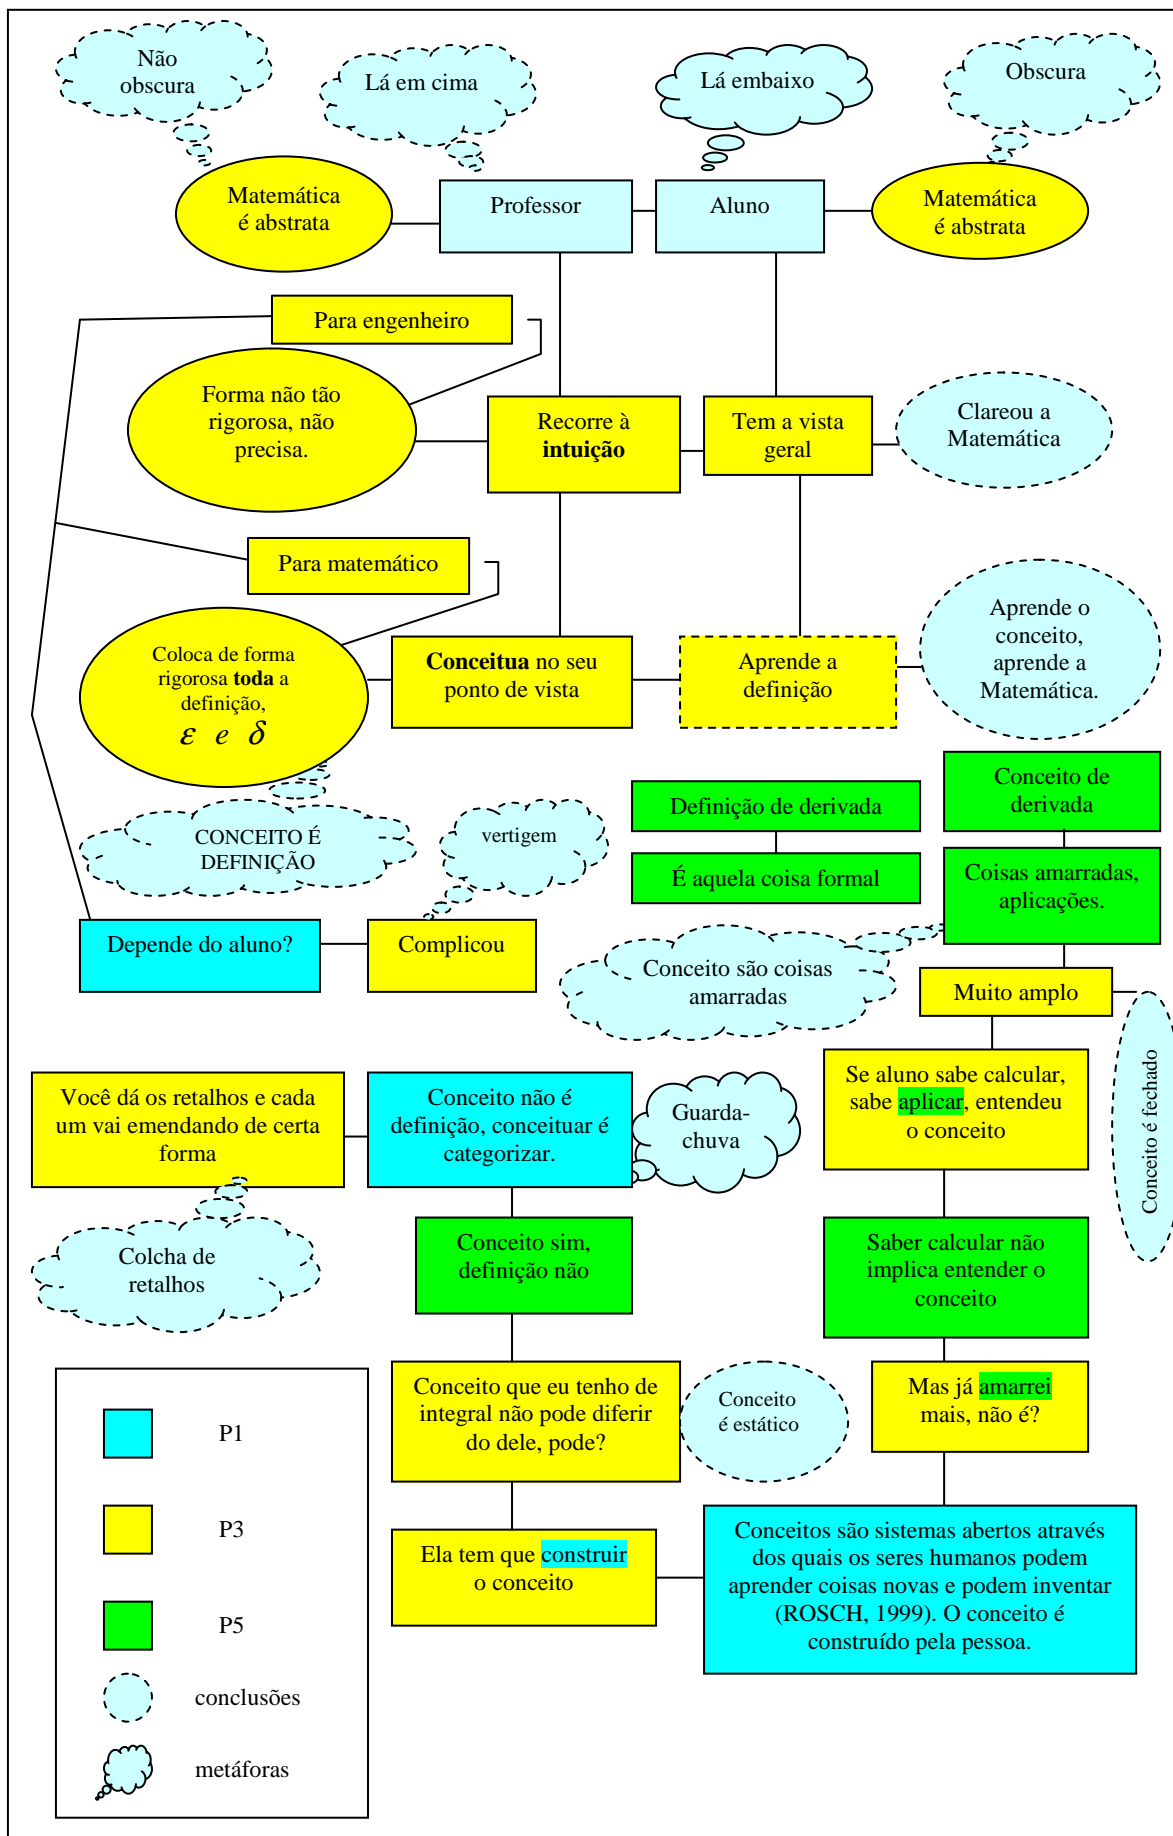 Não
obscura
Lá em cima
Lá embaixo
Obscura
Matemática
é abstrata
Professor
Aluno
Matemática
é abstrata
Para engenheiro
Forma não tão
rigorosa, não
precisa.
Recorre à
intuição
Tem a vista
geral
Clareou a
Matemática
Para matemático
Coloca de forma
rigorosa toda a
definição,
ε e δ
Conceitua no seu
ponto de vista
Aprende a
definição
Aprende o
conceito,
aprende a
Matemática.
CONCEITO É
DEFINIÇÃO
vertigem
Definição de derivada
É aquela coisa formal
Conceito de
derivada
Coisas amarradas,
aplicações.
Depende do aluno?
Complicou
Conceito são coisas
amarradas
Muito amplo
Conceito é fechado
Você dá os retalhos e cada
um vai emendando de certa
forma
Conceito não é
definição, conceituar é
categorizar.
Guarda-
chuva
Se aluno sabe calcular,
sabe aplicar, entendeu
o conceito
Colcha de
retalhos
Conceito sim,
definição não
Saber calcular não
implica entender o
conceito
Conceito que eu tenho de
integral não pode diferir
do dele, pode?
Conceito
é estático
Mas já amarrei
mais, não é?
Ela tem que construir
o conceito
Conceitos são sistemas abertos através
dos quais os seres humanos podem
aprender coisas novas e podem inventar
(ROSCH, 1999). O conceito é
construído pela pessoa.
P1
P3
P5
conclusões
metáforas